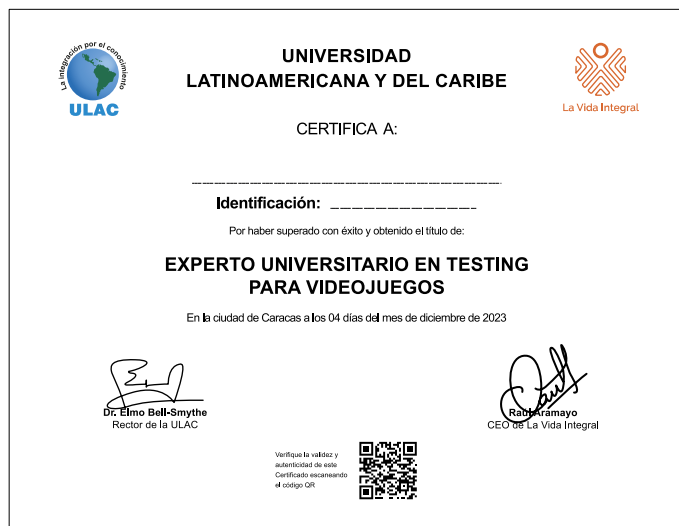 La integración por el conocimiento
ULAC
UNIVERSIDAD
LATINOAMERICANA Y DEL CARIBE
La Vida Integral
CERTIFICA A:
Identificación:
Por haber superado con éxito y obtenido el título de:
EXPERTO UNIVERSITARIO EN TESTING
PARA VIDEOJUEGOS
En la ciudad de Caracas a los 04 días del mes de diciembre de 2023
Dr. Elmo Bell-Smythe
Rector de la ULAC
Raúl Aramayo
CEO de La Vida Integral
Verifique la validez y
autenticidad de este
Certificado escaneando
el código QR